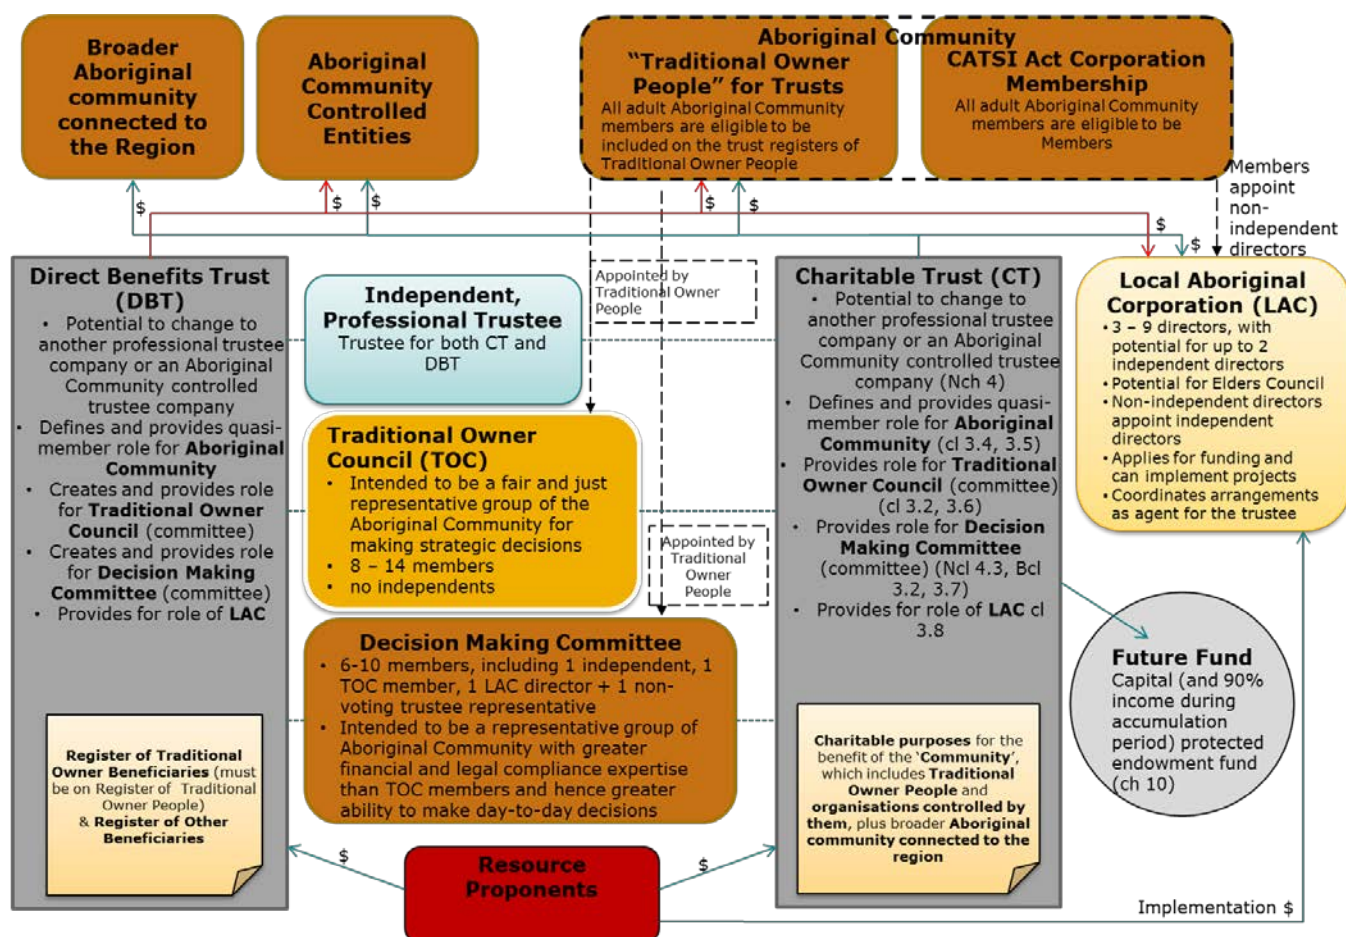 Broader
Aboriginal
community
connected to
the Region
Aboriginal
Community
Controlled
Entities
Aboriginal Community
“Traditional Owner
People” for Trusts
All adult Aboriginal Community
members are eligible to be
included on the trust registers of
Traditional Owner People
CATSI Act Corporation
Membership
All adult Aboriginal Community
members are eligible to be
Members
Members
appoint
non-
independent
directors
$
$
$
$
$
$
$
Direct Benefits Trust
(DBT)
• Potential to change to
another professional trustee
company or an Aboriginal
Community controlled
trustee company
• Defines and provides quasi-
member role for Aboriginal
Community
• Creates and provides role
for Traditional Owner
Council (committee)
• Creates and provides role
for Decision Making
Committee (committee)
• Provides for role of LAC
Register of Traditional
Owner Beneficiaries (must
be on Register of Traditional
Owner People)
& Register of Other
Beneficiaries
Independent,
Professional Trustee
Trustee for both CT and
DBT
Appointed by
Traditional Owner
People
Traditional Owner
Council (TOC)
• Intended to be a fair and just
representative group of the
Aboriginal Community for
making strategic decisions
• 8 – 14 members
• no independents
Appointed by
Traditional
Owner
People
Decision Making Committee
• 6-10 members, including 1 independent, 1
TOC member, 1 LAC director + 1 non-
voting trustee representative
• Intended to be a representative group of
Aboriginal Community with greater
financial and legal compliance expertise
than TOC members and hence greater
ability to make day-to-day decisions
Charitable Trust (CT)
• Potential to change to
another professional trustee
company or an Aboriginal
Community controlled trustee
company (Nch 4)
• Defines and provides quasi-
member role for Aboriginal
Community (cl 3.4, 3.5)
• Provides role for Traditional
Owner Council (committee)
(cl 3.2, 3.6)
• Provides role for Decision
Making Committee
(committee) (Ncl 4.3, Bcl
3.2, 3.7)
• Provides for role of LAC cl
3.8
Charitable purposes for the
benefit of the ‘Community’,
which includes Traditional
Owner People and
organisations controlled by
them, plus broader Aboriginal
community connected to the
region
Local Aboriginal
Corporation (LAC)
• 3 – 9 directors, with
potential for up to 2
independent directors
• Potential for Elders Council
• Non-independent directors
appoint independent
directors
• Applies for funding and
can implement projects
• Coordinates arrangements
as agent for the trustee
Future Fund
Capital (and 90%
income during
accumulation
period) protected
endowment fund
(ch 10)
$
Resource
Proponents
$
Implementation $